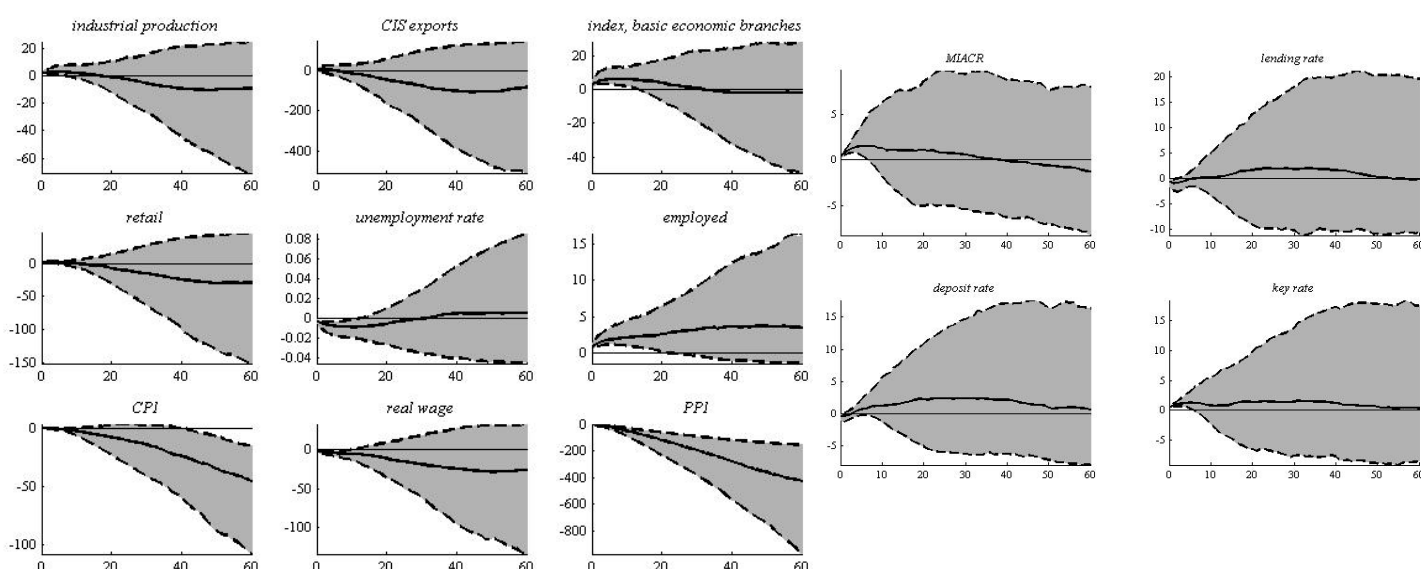 industrial production
20
0
-20
-40
-60
0 20 40 60
CIS exports
0
-200
-400
0 20 40 60
index, basic economic branches
20
0
-20
-40
0 20 40 60
retail
0
-50
-100
-150
0 20 40 60
unemployment rate
0.08
0.06
0.04
0.02
0
-0.02
-0.04
0 20 40 60
employed
15
10
5
0
0 20 40 60
CPI
0
-50
-100
0 20 40 60
real wage
0
-50
-100
0 20 40 60
PPI
0
-200
-400
-600
-800
0 20 40 60
MIACR
5
0
-5
0 10 20 30 40 50 60
lending rate
20
15
10
5
0
-5
-10
0 10 20 30 40 50 60
deposit rate
15
10
5
0
-5
0 10 20 30 40 50 60
key rate
15
10
5
0
-5
0 10 20 30 40 50 60